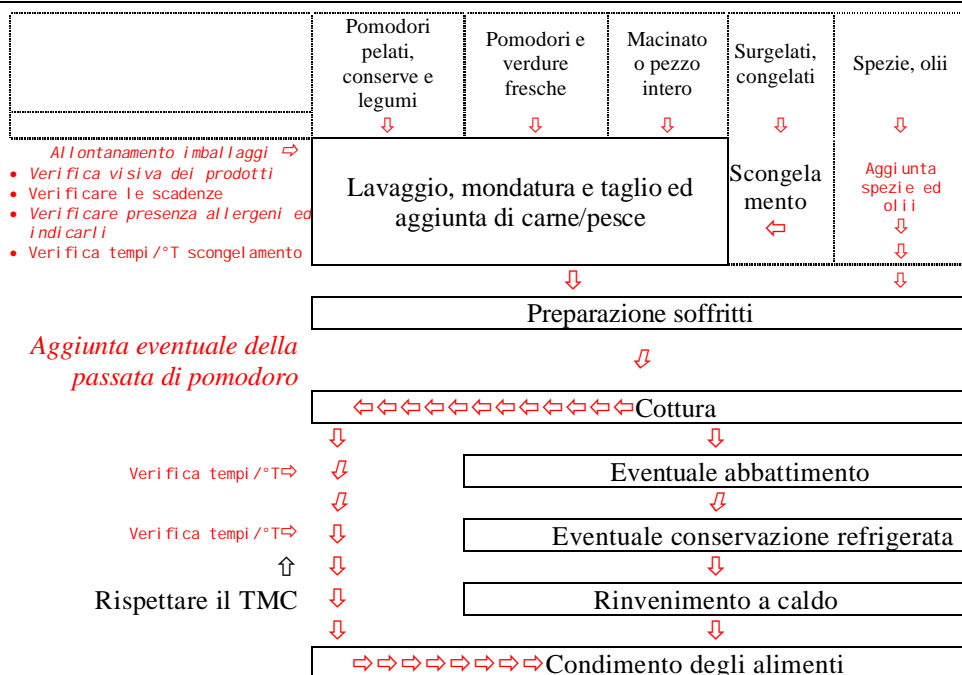 Pomodori
pelati,
conserve e
legumi
Pomodori e
verdure
fresche
Macinato
o pezzo
intero
Surgelati,
congelati
Spezie, olii
Allontanamento imballaggi ⇨
• Verifica visiva dei prodotti
• Verificare le scadenze
• Verificare presenza allergeni ed
indicarli
• Verifica tempi/°T scongelamento
Lavaggio, mondatura e taglio ed
aggiunta di carne/pesce
Scongela
mento
Aggiunta
spezie ed
olii
Preparazione soffritti
Aggiunta eventuale della
passata di pomodoro
⇦⇦⇦⇦⇦⇦⇦⇦⇦⇦⇦⇦Cottura
Verifica tempi/°T⇨
Eventuale abbattimento
Verifica tempi/°T⇨
Eventuale conservazione refrigerata
Rispettare il TMC
Rinvenimento a caldo
⇨⇨⇨⇨⇨⇨⇨⇨Condimento degli alimenti